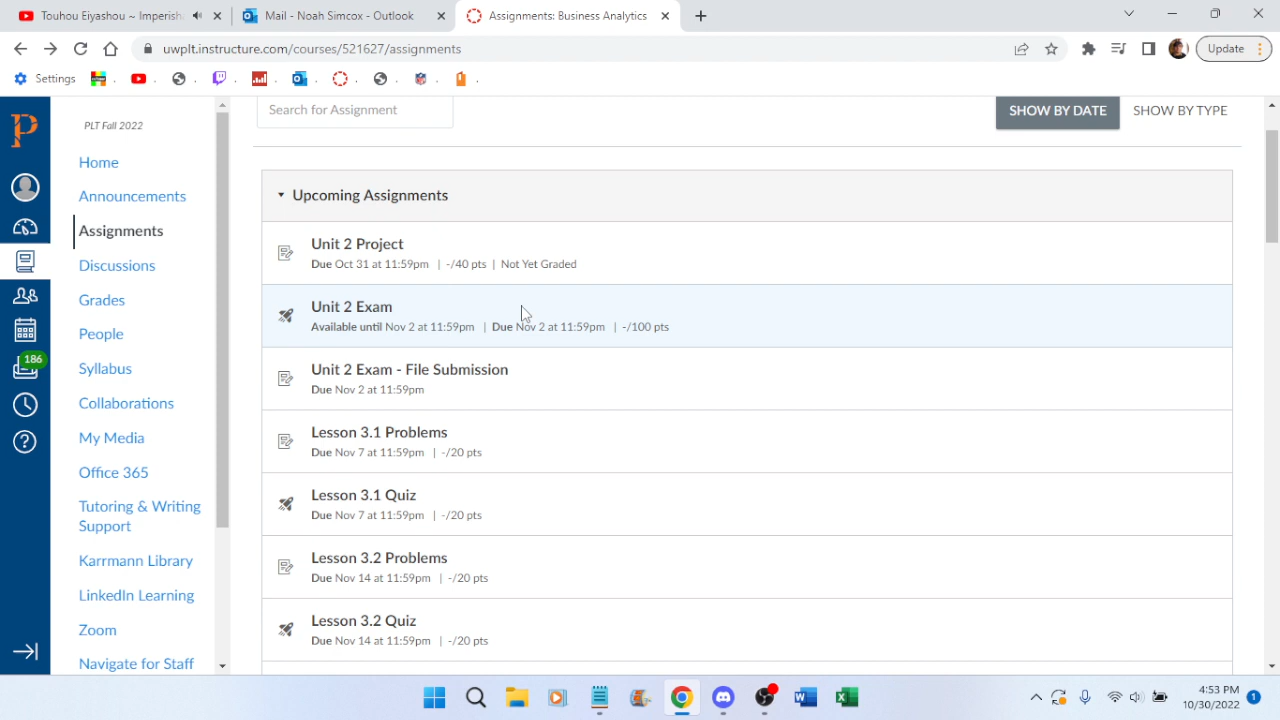 Touhou Eiyashou ~ Imperish
Mail - Noah Simcox - Outlook
Assignments: Business Analytics
uwplt.instructure.com/courses/521627/assignments
Update
Settings
PLT Fall 2022
Home
Announcements
Assignments
Discussions
Grades
People
Syllabus
Collaborations
My Media
Office 365
Tutoring & Writing
Support
Karrmann Library
LinkedIn Learning
Zoom
Navigate for Staff
186
Search for Assignment
SHOW BY DATE
SHOW BY TYPE
Upcoming Assignments
Unit 2 Project
Due Oct 31 at 11:59pm | -/40 pts | Not Yet Graded
Unit 2 Exam
Available until Nov 2 at 11:59pm | Due Nov 2 at 11:59pm | -/100 pts
Unit 2 Exam - File Submission
Due Nov 2 at 11:59pm
Lesson 3.1 Problems
Due Nov 7 at 11:59pm | -/20 pts
Lesson 3.1 Quiz
Due Nov 7 at 11:59pm | -/20 pts
Lesson 3.2 Problems
Due Nov 14 at 11:59pm | -/20 pts
Lesson 3.2 Quiz
Due Nov 14 at 11:59pm | -/20 pts
4:53 PM
10/30/2022
1